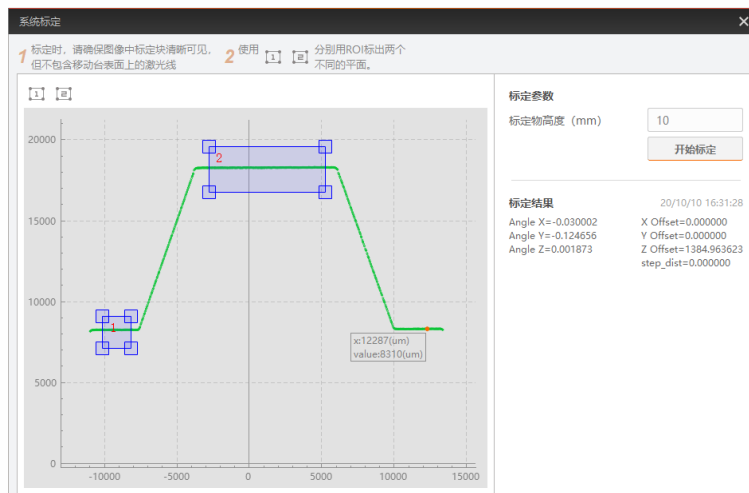 系统标定
1 标定时，请确保图像中标定块清晰可见，
但不包含移动台表面上的激光线
2 使用 1 2 分别用ROI标出两个
不同的平面。
1 2
标定参数
标定物高度（mm） 10
开始标定
标定结果 20/10/10 16:31:28
Angle X=-0.030002 X Offset=0.000000
Angle Y=-0.124656 Y Offset=0.000000
Angle Z=0.001873 Z Offset=1384.963623
step_dist=0.000000
20000
15000
10000
5000
0
2
1
x:12287(um)
value:8310(um)
-10000 -5000 0 5000 10000 15000